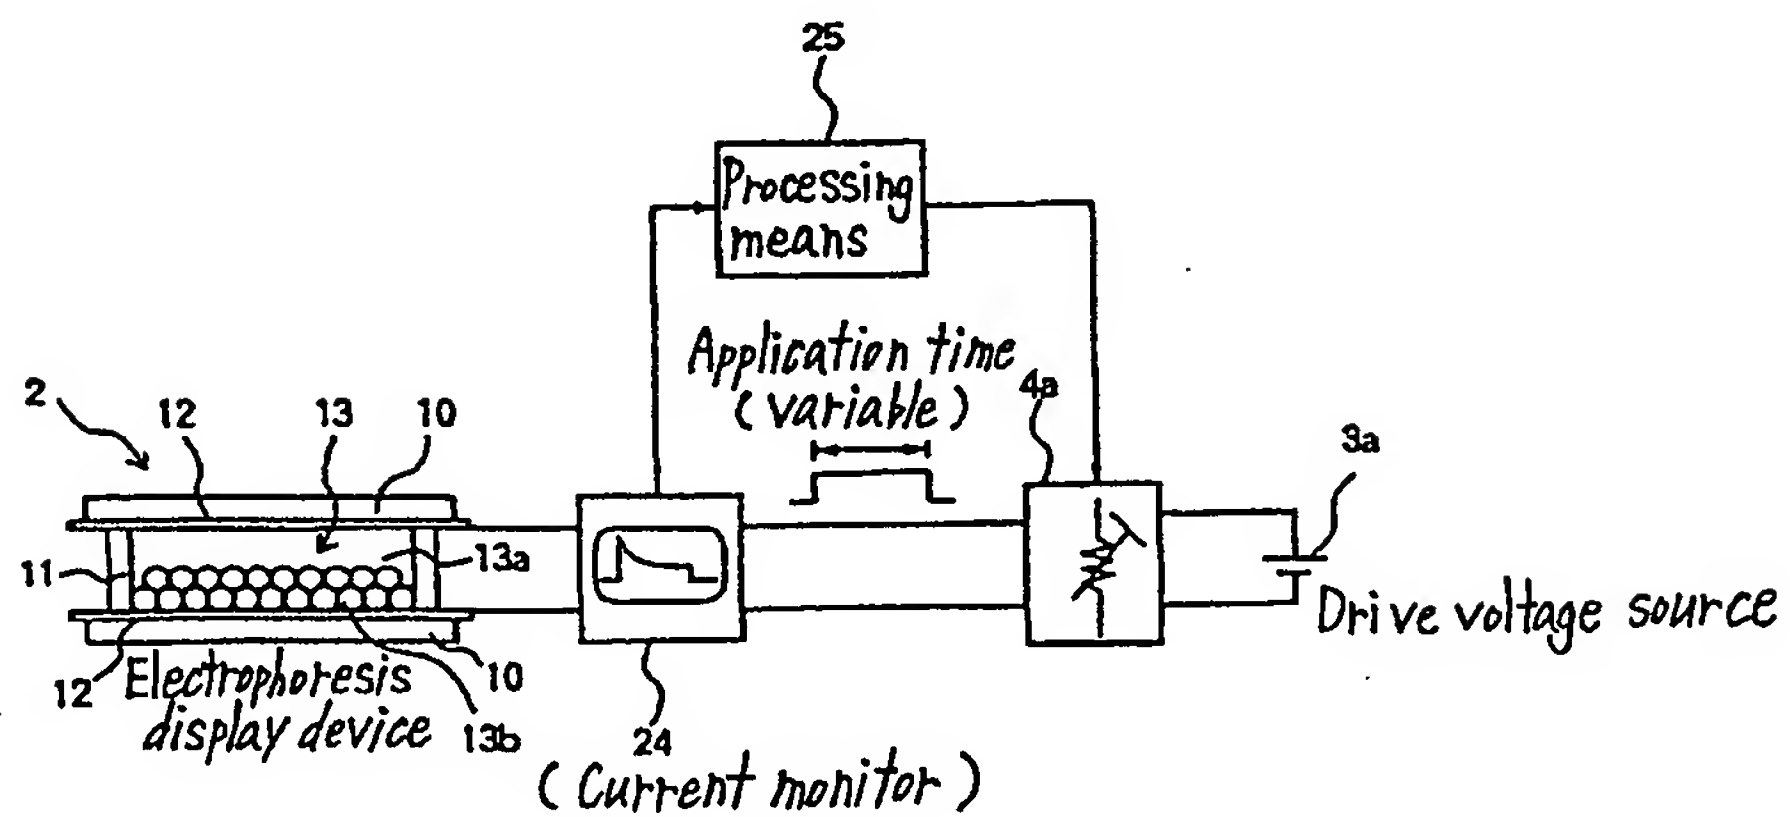 25
Processing
means
Application time
(variable)
4a
3a
2
12
13
10
11
13a
Drive voltage source
12
10
Electrophoresis
display device
13b
24
(Current monitor)